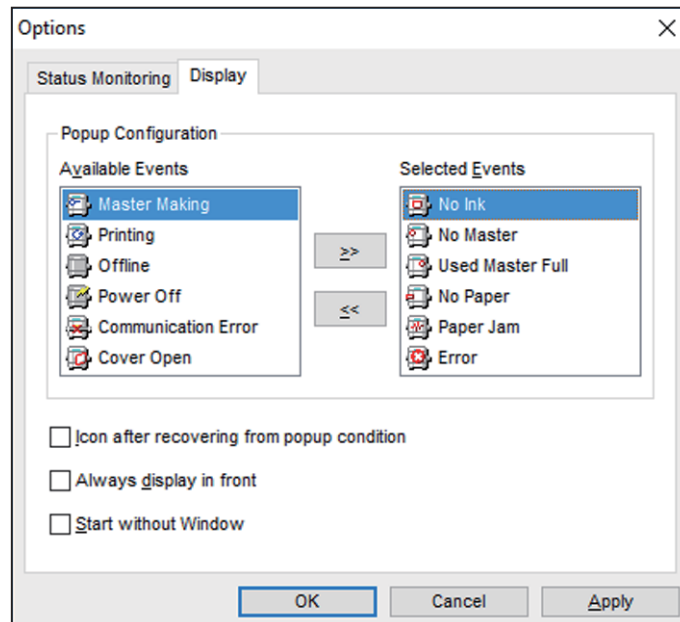 Options
Status Monitoring
Display
Popup Configuration
Available Events
Master Making
Printing
Offline
Power Off
Communication Error
Cover Open
>>
<<
Selected Events
No Ink
No Master
Used Master Full
No Paper
Paper Jam
Error
Icon after recovering from popup condition
Always display in front
Start without Window
OK
Cancel
Apply